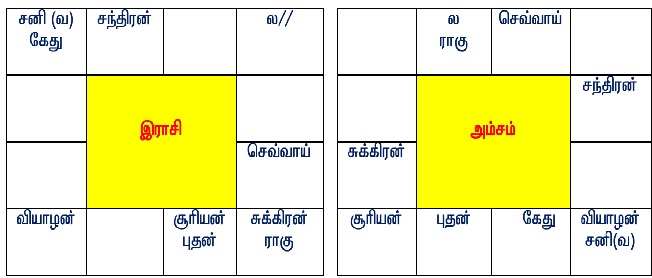 சனி (வ)
கேது
சந்திரன்
ல//
இராசி
செவ்வாய்
வியாழன்
சூரியன்
புதன்
சுக்கிரன்
ராகு
ல
ராகு
செவ்வாய்
சந்திரன்
அம்சம்
சுக்கிரன்
சூரியன்
புதன்
கேது
வியாழன்
சனி(வ)